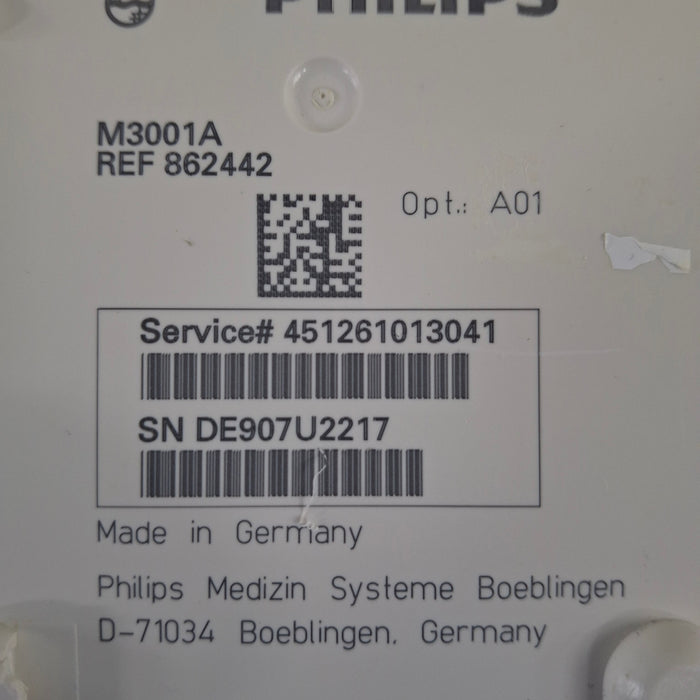 PHILIPS
M3001A
REF 862442
Opt.: A01
Service# 451261013041
SN DE907U2217
Made in Germany
Philips Medizin Systeme Boeblingen
D-71034 Boeblingen. Germany